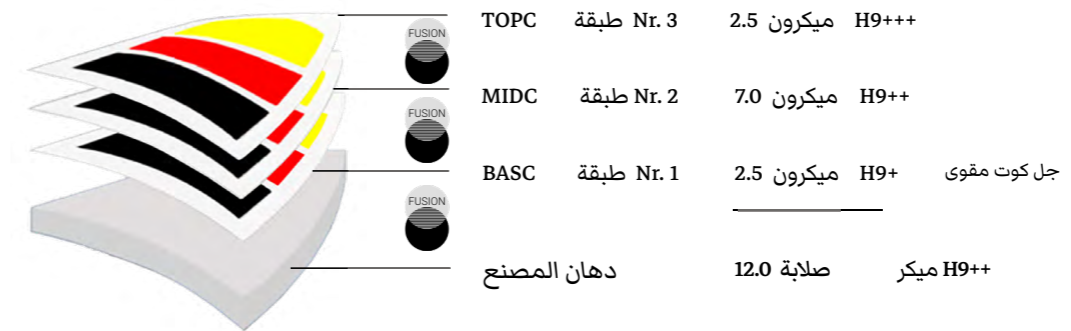 TOPC طبقة Nr. 3 2.5 ميكرون H9+++
FUSION
MIDC طبقة Nr. 2 7.0 ميكرون H9++
FUSION
BASC طبقة Nr. 1 2.5 ميكرون H9+ جل كوت مقوى
FUSION
دهان المصنع 12.0 صلابة ميكر H9++